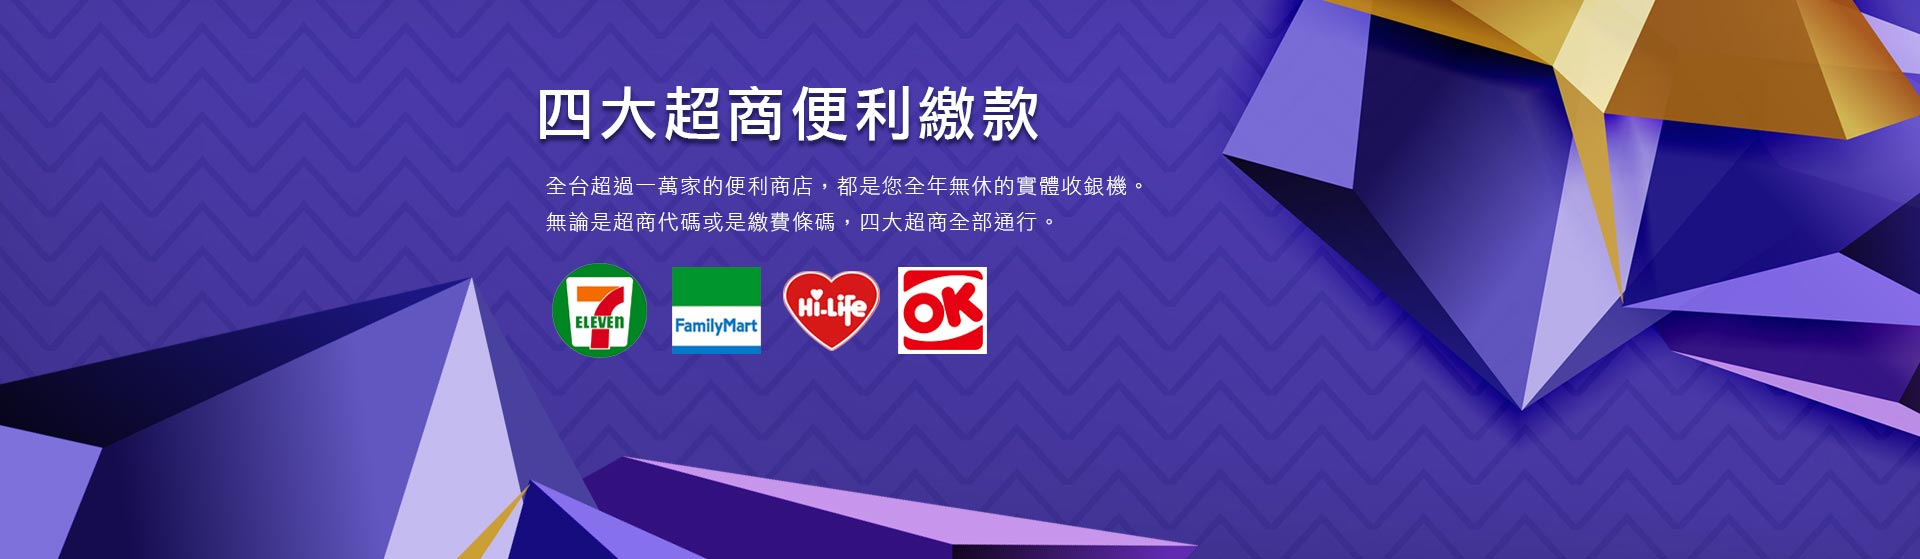 四大超商便利繳款
全台超過一萬家的便利商店，都是您全年無休的實體收銀機。
無論是超商代碼或是繳費條碼，四大超商全部通行。
7
ELEVEn
FamilyMart
Hi-Life
OK